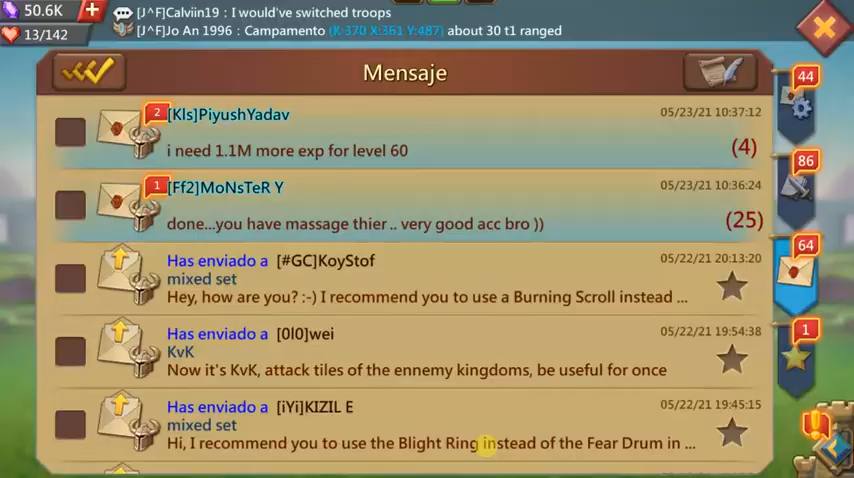 50.6K
[J^F]Calviin19 : I would've switched troops
13/142
[J^F]Jo An 1996 : Campamento (K:370 X:361 Y:487) about 30 t1 ranged
Mensaje
44
2
[Kls]PiyushYadav
05/23/21 10:37:12
i need 1.1M more exp for level 60
(4)
86
1
[Ff2]MoNsTeR Y
05/23/21 10:36:24
done...you have massage thier .. very good acc bro ))
(25)
64
Has enviado a [#GC]KoyStof
05/22/21 20:13:20
mixed set
Hey, how are you? :-) I recommend you to use a Burning Scroll instead ...
1
Has enviado a [0l0]wei
05/22/21 19:54:38
KvK
Now it's KvK, attack tiles of the ennemy kingdoms, be useful for once
Has enviado a [iYi]KIZIL E
05/22/21 19:45:15
mixed set
Hi, I recommend you to use the Blight Ring instead of the Fear Drum in ...